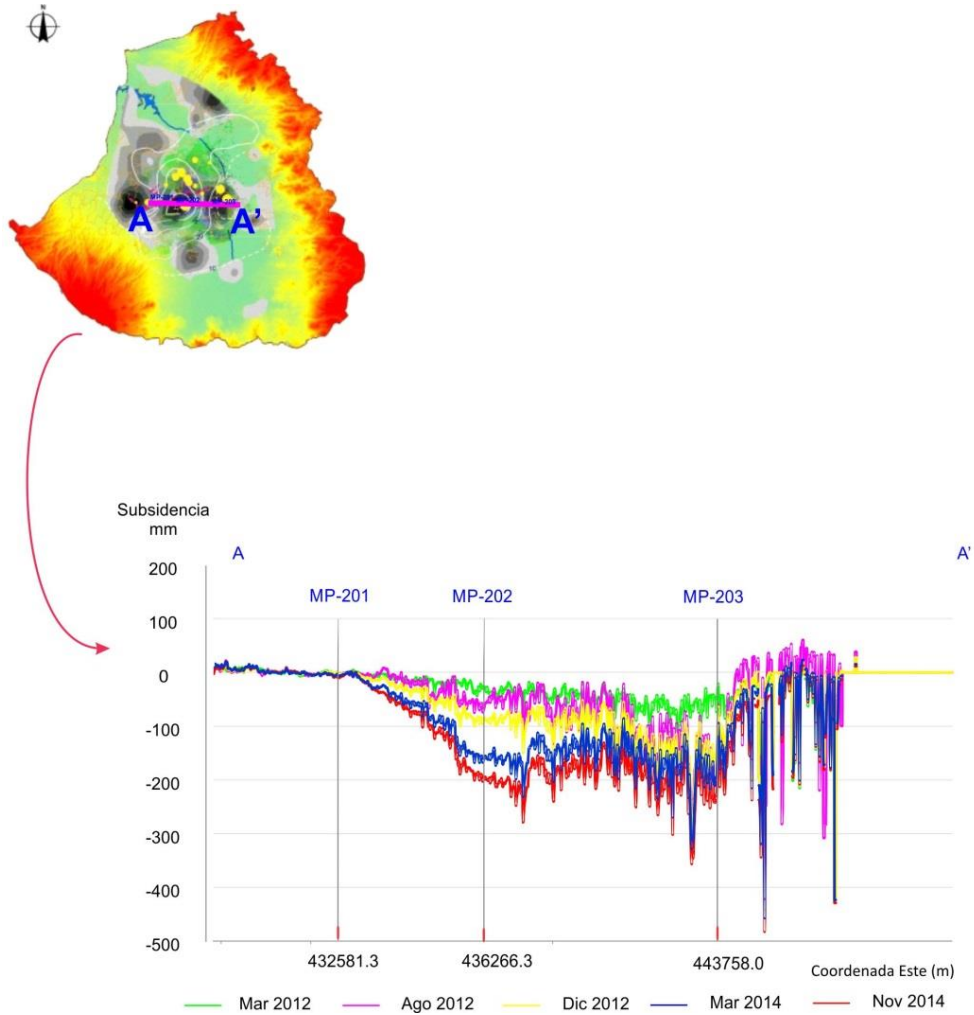 N
A
A'
Subsidencia
mm
A
A'
200
MP-201
MP-202
MP-203
100
0
-100
-200
-300
-400
-500
432581.3
436266.3
443758.0
Coordenada Este (m)
Mar 2012
Ago 2012
Dic 2012
Mar 2014
Nov 2014